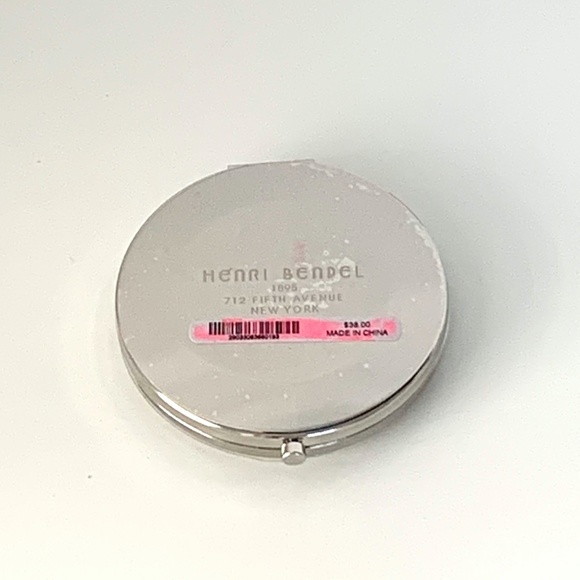 HENRI BENDEL
1895
712 FIFTH AVENUE
NEW YORK
$38.00
MADE IN CHINA